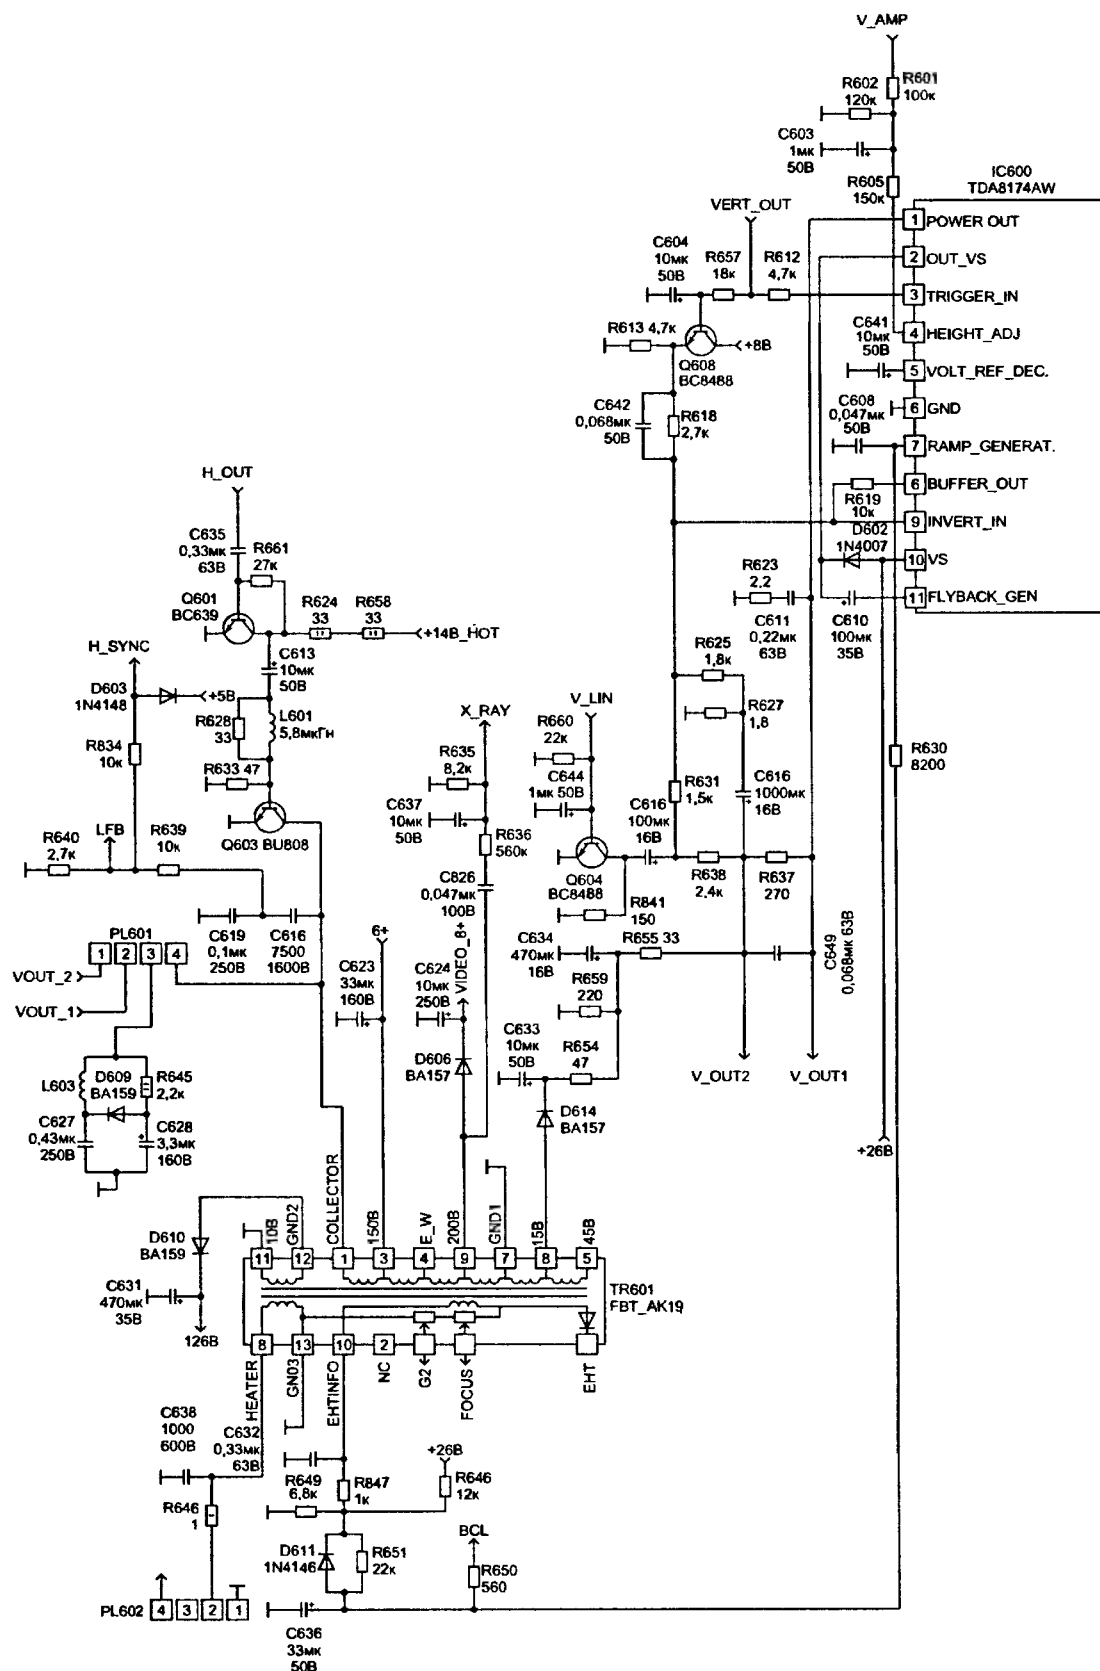 V_AMP
R602
120к
R601
100к
C603
1мк
50В
R605
150к
IC600
TDA8174AW
VERT_OUT
1 POWER OUT
2 OUT_VS
3 TRIGGER_IN
4 HEIGHT_ADJ
5 VOLT_REF_DEC.
6 GND
7 RAMP_GENERAT.
6 BUFFER_OUT
9 INVERT_IN
10 VS
11 FLYBACK_GEN
C604
10мк
50В
R657
18к
R612
4,7к
R613 4,7к
Q608
BC8488
+8В
C641
10мк
50В
C608
0,047мк
50В
C642
0,068мк
50В
R618
2,7к
R619
10к
D602
1N4007
H_OUT
C635
0,33мк
63В
R661
27к
Q601
BC639
R624
33
R658
33
+14В_HOT
R623
2.2
C611
0,22мк
63В
C610
100мк
35В
H_SYNC
D603
1N4148
+5В
C613
10мк
50В
R625
1,8к
R627
1,8
R628
33
L601
5,8мкГн
X_RAY
V_LIN
R660
22к
R834
10к
R633 47
R635
8,2к
C644
1мк 50В
R631
1,5к
C616
1000мк
16В
R630
8200
C637
10мк
50В
R636
560к
C616
100мк
16В
R640
2,7к
LFB
R639
10к
Q603 BU808
Q604
BC8488
R638
2,4к
R637
270
C826
0,047мк
100В
R841
150
PL601
1 2 3 4
C619
0,1мк
250В
C616
7500
1600В
6+
VIDEO_8+
C634
470мк
16В
R655 33
C649
0,068мк 63В
VOUT_2
VOUT_1
C623
33мк
160В
C624
10мк
250В
R659
220
C633
10мк
50В
R654
47
D606
BA157
V_OUT2
V_OUT1
L603
D609
BA159
R645
2,2к
D614
BA157
C627
0,43мк
250В
C628
3,3мк
160В
+26В
D610
BA159
10В
GND2
COLLECTOR
150В
E_W
200В
GND1
15В
45В
11 12 1 3 4 9 7 8 5
C631
470мк
35В
126В
TR601
FBT_AK19
8 13 10 2
HEATER
GN03
EHTINFO
NC
G2
FOCUS
EHT
C638
1000
600В
C632
0,33мк
63В
+26В
R649
6,8к
R847
1к
R646
12к
R646
1
D611
1N4146
R651
22к
BCL
R650
560
PL602
4 3 2 1
C636
33мк
50В